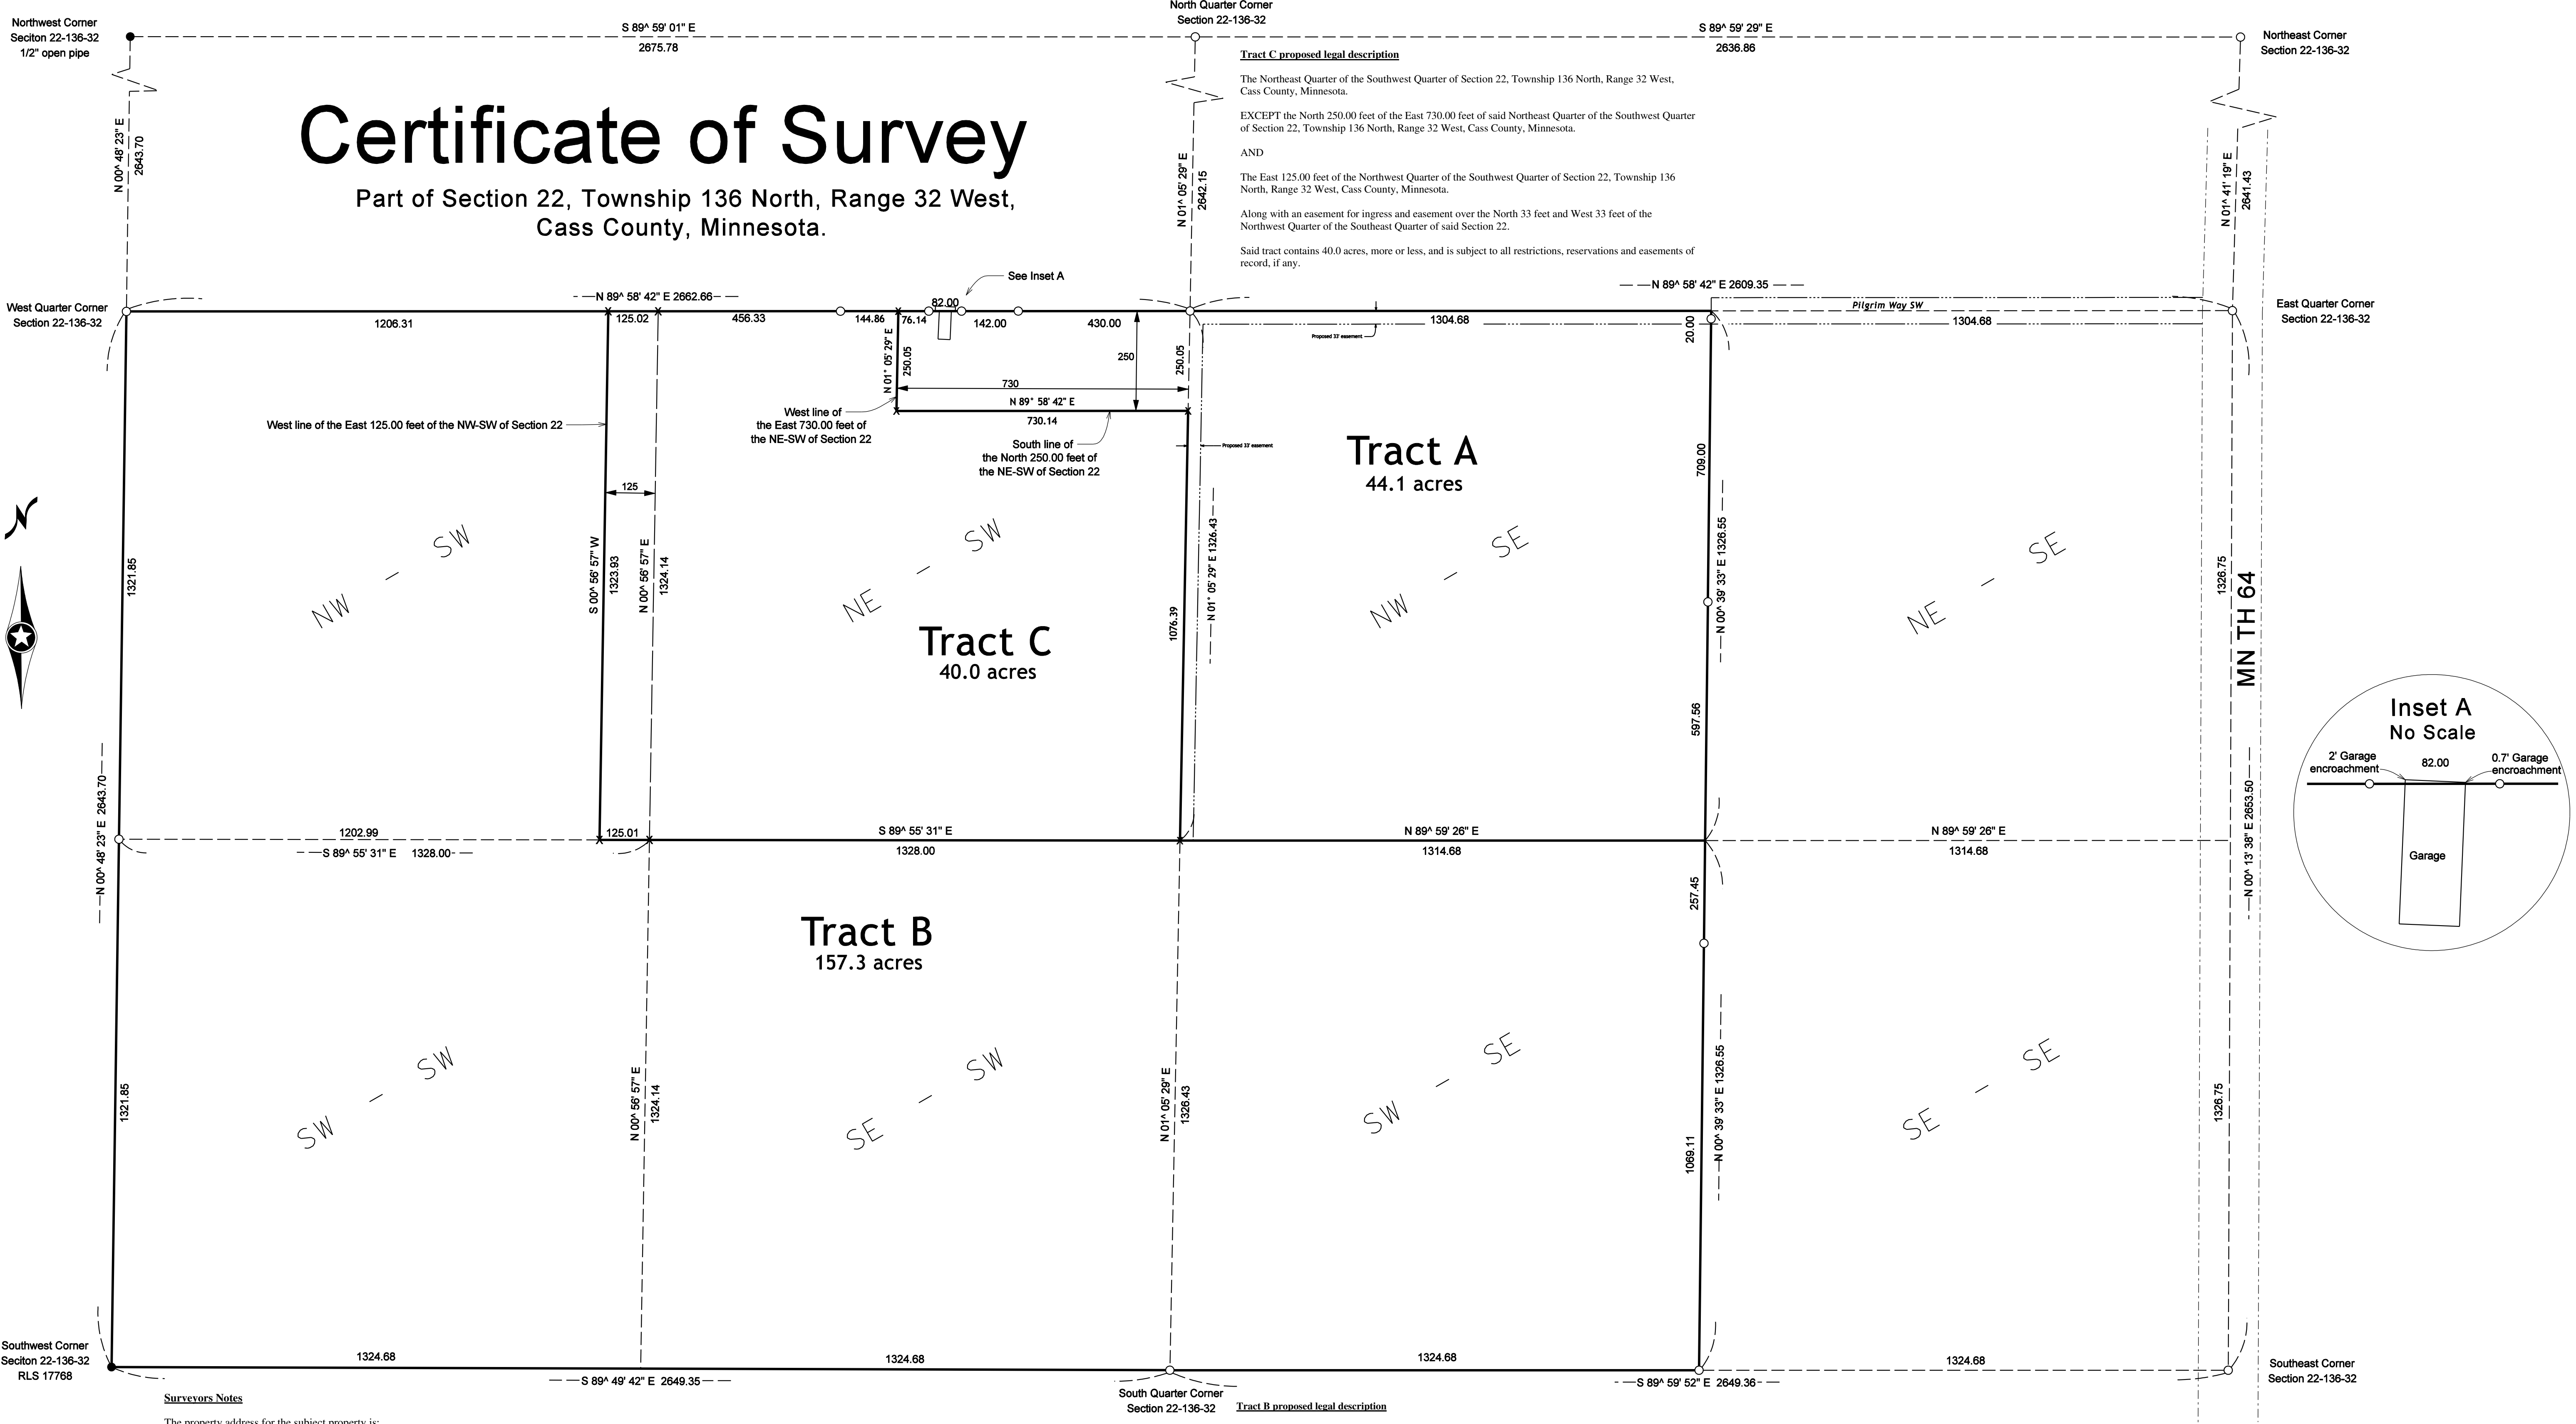 Northwest Corner
Seciton 22-136-32
1/2" open pipe
S 89^ 59' 01" E
2675.78
North Quarter Corner
Section 22-136-32
S 89^ 59' 29" E
2636.86
Northeast Corner
Section 22-136-32
N 00^ 48' 23" E
2643.70
Certificate of Survey
Part of Section 22, Township 136 North, Range 32 West,
Cass County, Minnesota.
N 01^ 05' 29" E
2642.15
Tract C proposed legal description
The Northeast Quarter of the Southwest Quarter of Section 22, Township 136 North, Range 32 West,
Cass County, Minnesota.
EXCEPT the North 250.00 feet of the East 730.00 feet of said Northeast Quarter of the Southwest Quarter
of Section 22, Township 136 North, Range 32 West, Cass County, Minnesota.
AND
The East 125.00 feet of the Northwest Quarter of the Southwest Quarter of Section 22, Township 136
North, Range 32 West, Cass County, Minnesota.
Along with an easement for ingress and easement over the North 33 feet and West 33 feet of the
Northwest Quarter of the Southeast Quarter of said Section 22.
Said tract contains 40.0 acres, more or less, and is subject to all restrictions, reservations and easements of
record, if any.
N 01^ 41' 19" E
2641.43
See Inset A
West Quarter Corner
Section 22-136-32
N 89^ 58' 42" E 2662.66
82.00
N 89^ 58' 42" E 2609.35
Pilgrim Way SW
East Quarter Corner
Section 22-136-32
1206.31
125.02
456.33
144.86
76.14
142.00
430.00
1304.68
1304.68
20.00
Proposed 33' easement
N 01° 05' 29" E
250.05
250
250.05
730
N 89° 58' 42" E
730.14
West line of
the East 730.00 feet of
the NE-SW of Section 22
South line of
the North 250.00 feet of
the NE-SW of Section 22
West line of the East 125.00 feet of the NW-SW of Section 22
Proposed 33' easement
Tract A
44.1 acres
709.00
125
N
NW - SW
NE - SW
NW - SE
NE - SE
1321.85
S 00^ 56' 57" W
1323.93
N 00^ 56' 57" E
1324.14
1076.39
N 01° 05' 29" E 1326.43
N 00^ 39' 33" E 1326.55
1326.75
MN TH 64
Tract C
40.0 acres
597.56
Inset A
No Scale
2' Garage
encroachment
82.00
0.7' Garage
encroachment
Garage
N 00^ 48' 23" E 2643.70
1202.99
125.01
S 89^ 55' 31" E 1328.00
S 89^ 55' 31" E
1328.00
N 89^ 59' 26" E
1314.68
N 89^ 59' 26" E
1314.68
N 00^ 13' 38" E 2653.50
Tract B
157.3 acres
257.45
SW - SW
SE - SW
SW - SE
SE - SE
1321.85
N 00^ 56' 57" E
1324.14
N 01^ 05' 29" E
1326.43
1069.11
N 00^ 39' 33" E 1326.55
1326.75
Southwest Corner
Seciton 22-136-32
RLS 17768
1324.68
1324.68
1324.68
1324.68
S 89^ 49' 42" E 2649.35
S 89^ 59' 52" E 2649.36
South Quarter Corner
Section 22-136-32
Southeast Corner
Section 22-136-32
Surveyors Notes
The property address for the subject property is:
Tract B proposed legal description